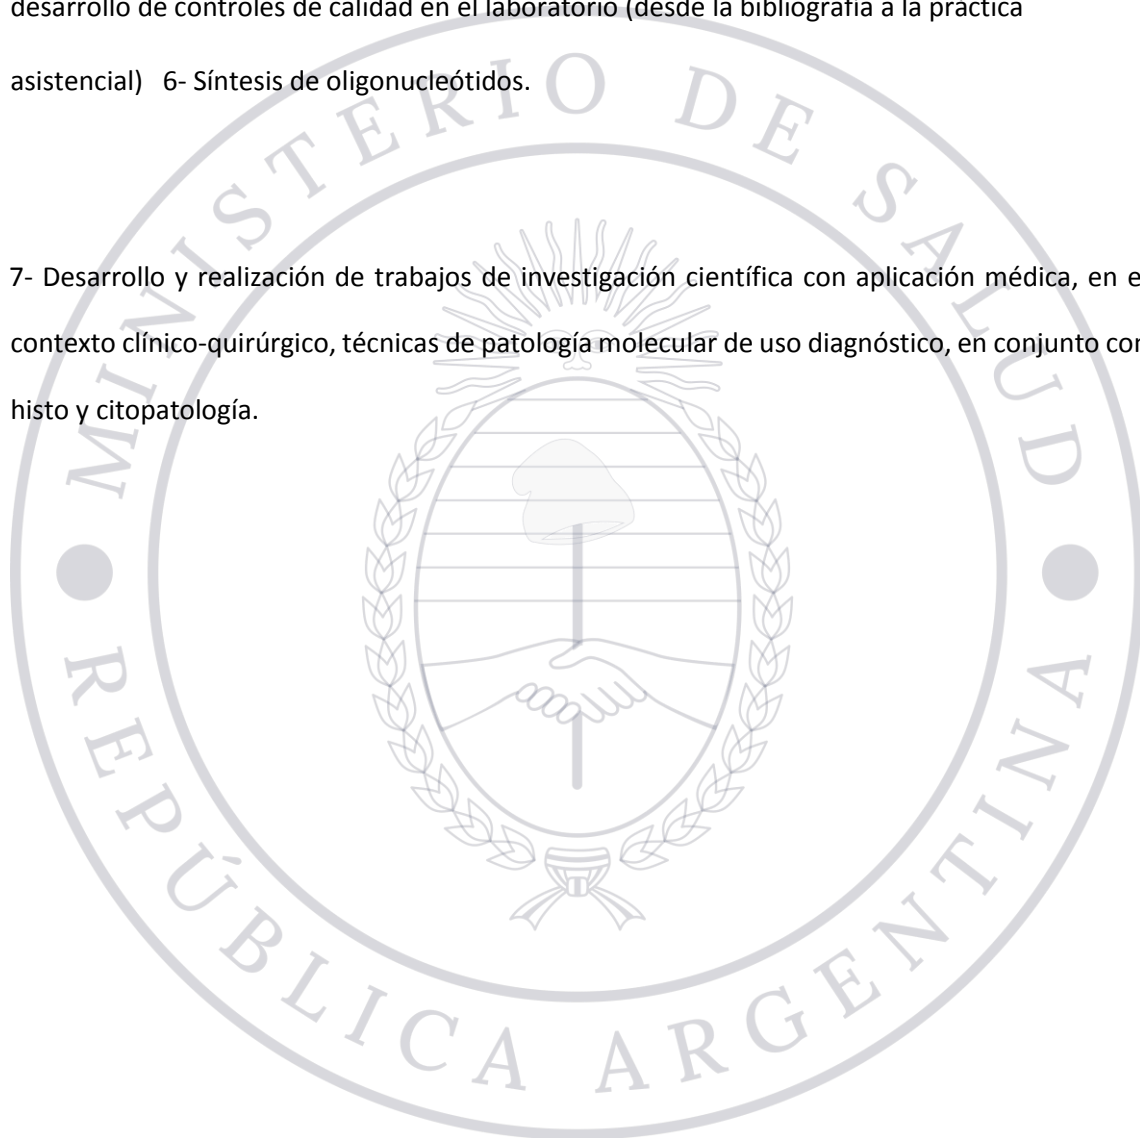 desarrollo de controles de calidad en el laboratorio (desde la bibliografía a la práctica
asistencial) 6- Síntesis de oligonucleótidos.
7- Desarrollo y realización de trabajos de investigación científica con aplicación médica, en e
contexto clínico-quirúrgico, técnicas de patología molecular de uso diagnóstico, en conjunto con
histo y citopatología.
MINISTERIO DE SALUD
REPÚBLICA ARGENTINA